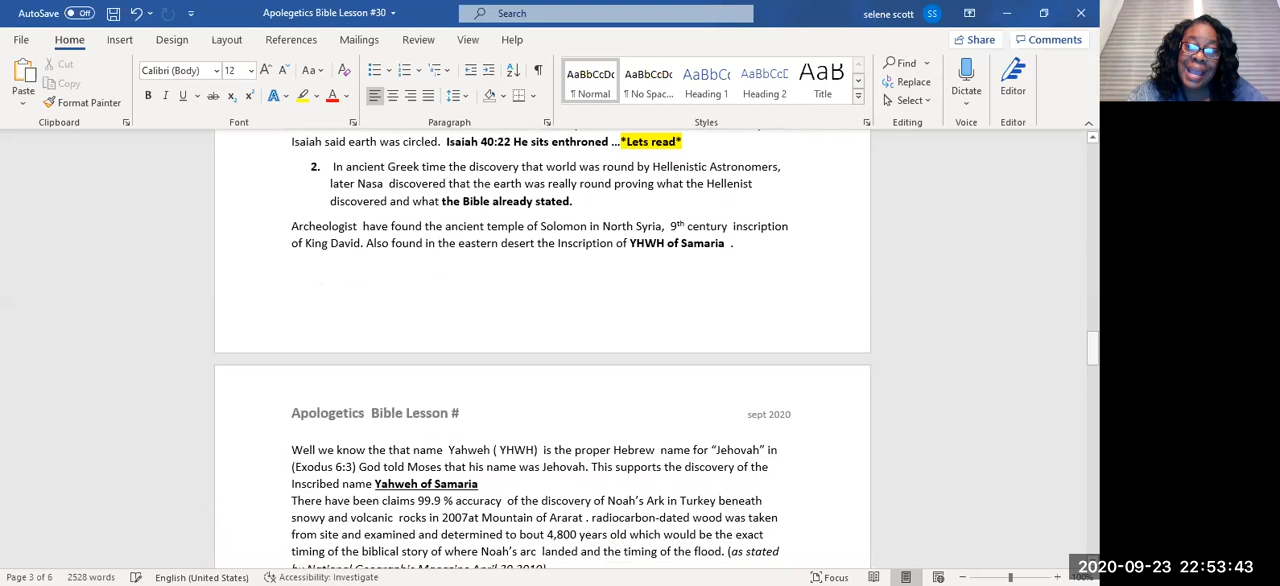 AutoSave Off Apolegetics Bible Lesson #30 Search selene scott SS
File Home Insert Design Layout References Mailings Review View Help Share Comments
Paste Cut Copy Format Painter
Calibri (Body) 12
AaBbCcDc AaBbCcDc AaBbC AaBbCcD AaB
¶ Normal ¶ No Spac... Heading 1 Heading 2 Title
Find Replace Select
Dictate Editor
Clipboard Font Paragraph Styles Editing Voice Editor
Isaiah said earth was circled. Isaiah 40:22 He sits enthroned …*Lets read*
2. In ancient Greek time the discovery that world was round by Hellenistic Astronomers,
later Nasa discovered that the earth was really round proving what the Hellenist
discovered and what the Bible already stated.
Archeologist have found the ancient temple of Solomon in North Syria, 9th century inscription
of King David. Also found in the eastern desert the Inscription of YHWH of Samaria .
Apologetics Bible Lesson # sept 2020
Well we know the that name Yahweh ( YHWH) is the proper Hebrew name for “Jehovah” in
(Exodus 6:3) God told Moses that his name was Jehovah. This supports the discovery of the
Inscribed name Yahweh of Samaria
There have been claims 99.9 % accuracy of the discovery of Noah’s Ark in Turkey beneath
snowy and volcanic rocks in 2007at Mountain of Ararat . radiocarbon-dated wood was taken
from site and examined and determined to bout 4,800 years old which would be the exact
timing of the biblical story of where Noah’s arc landed and the timing of the flood. (as stated
by National Geographic Magazine April 30 2010)
Page 3 of 6 2528 words English (United States) Accessibility: Investigate Focus 100%
2020-09-23 22:53:43